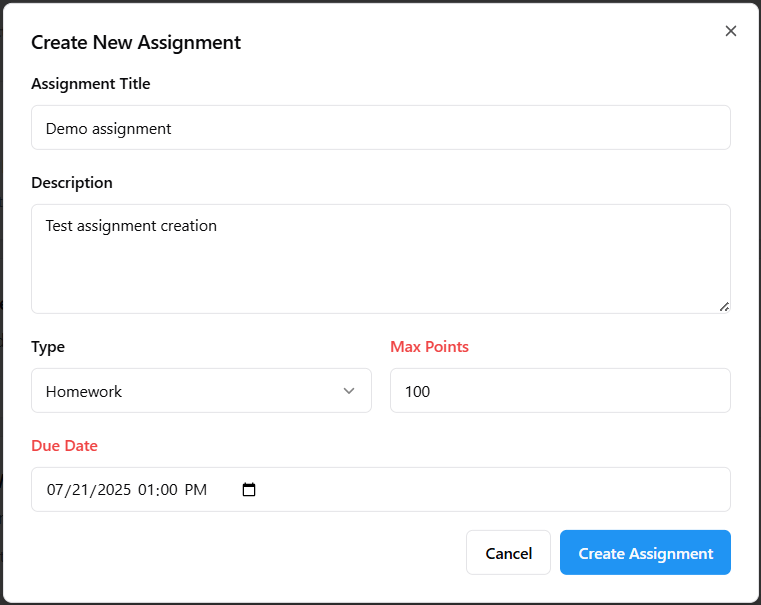 Create New Assignment
Assignment Title
Demo assignment
Description
Test assignment creation
Type
Max Points
Homework
100
Due Date
07/21/2025 01:00 PM
Cancel
Create Assignment